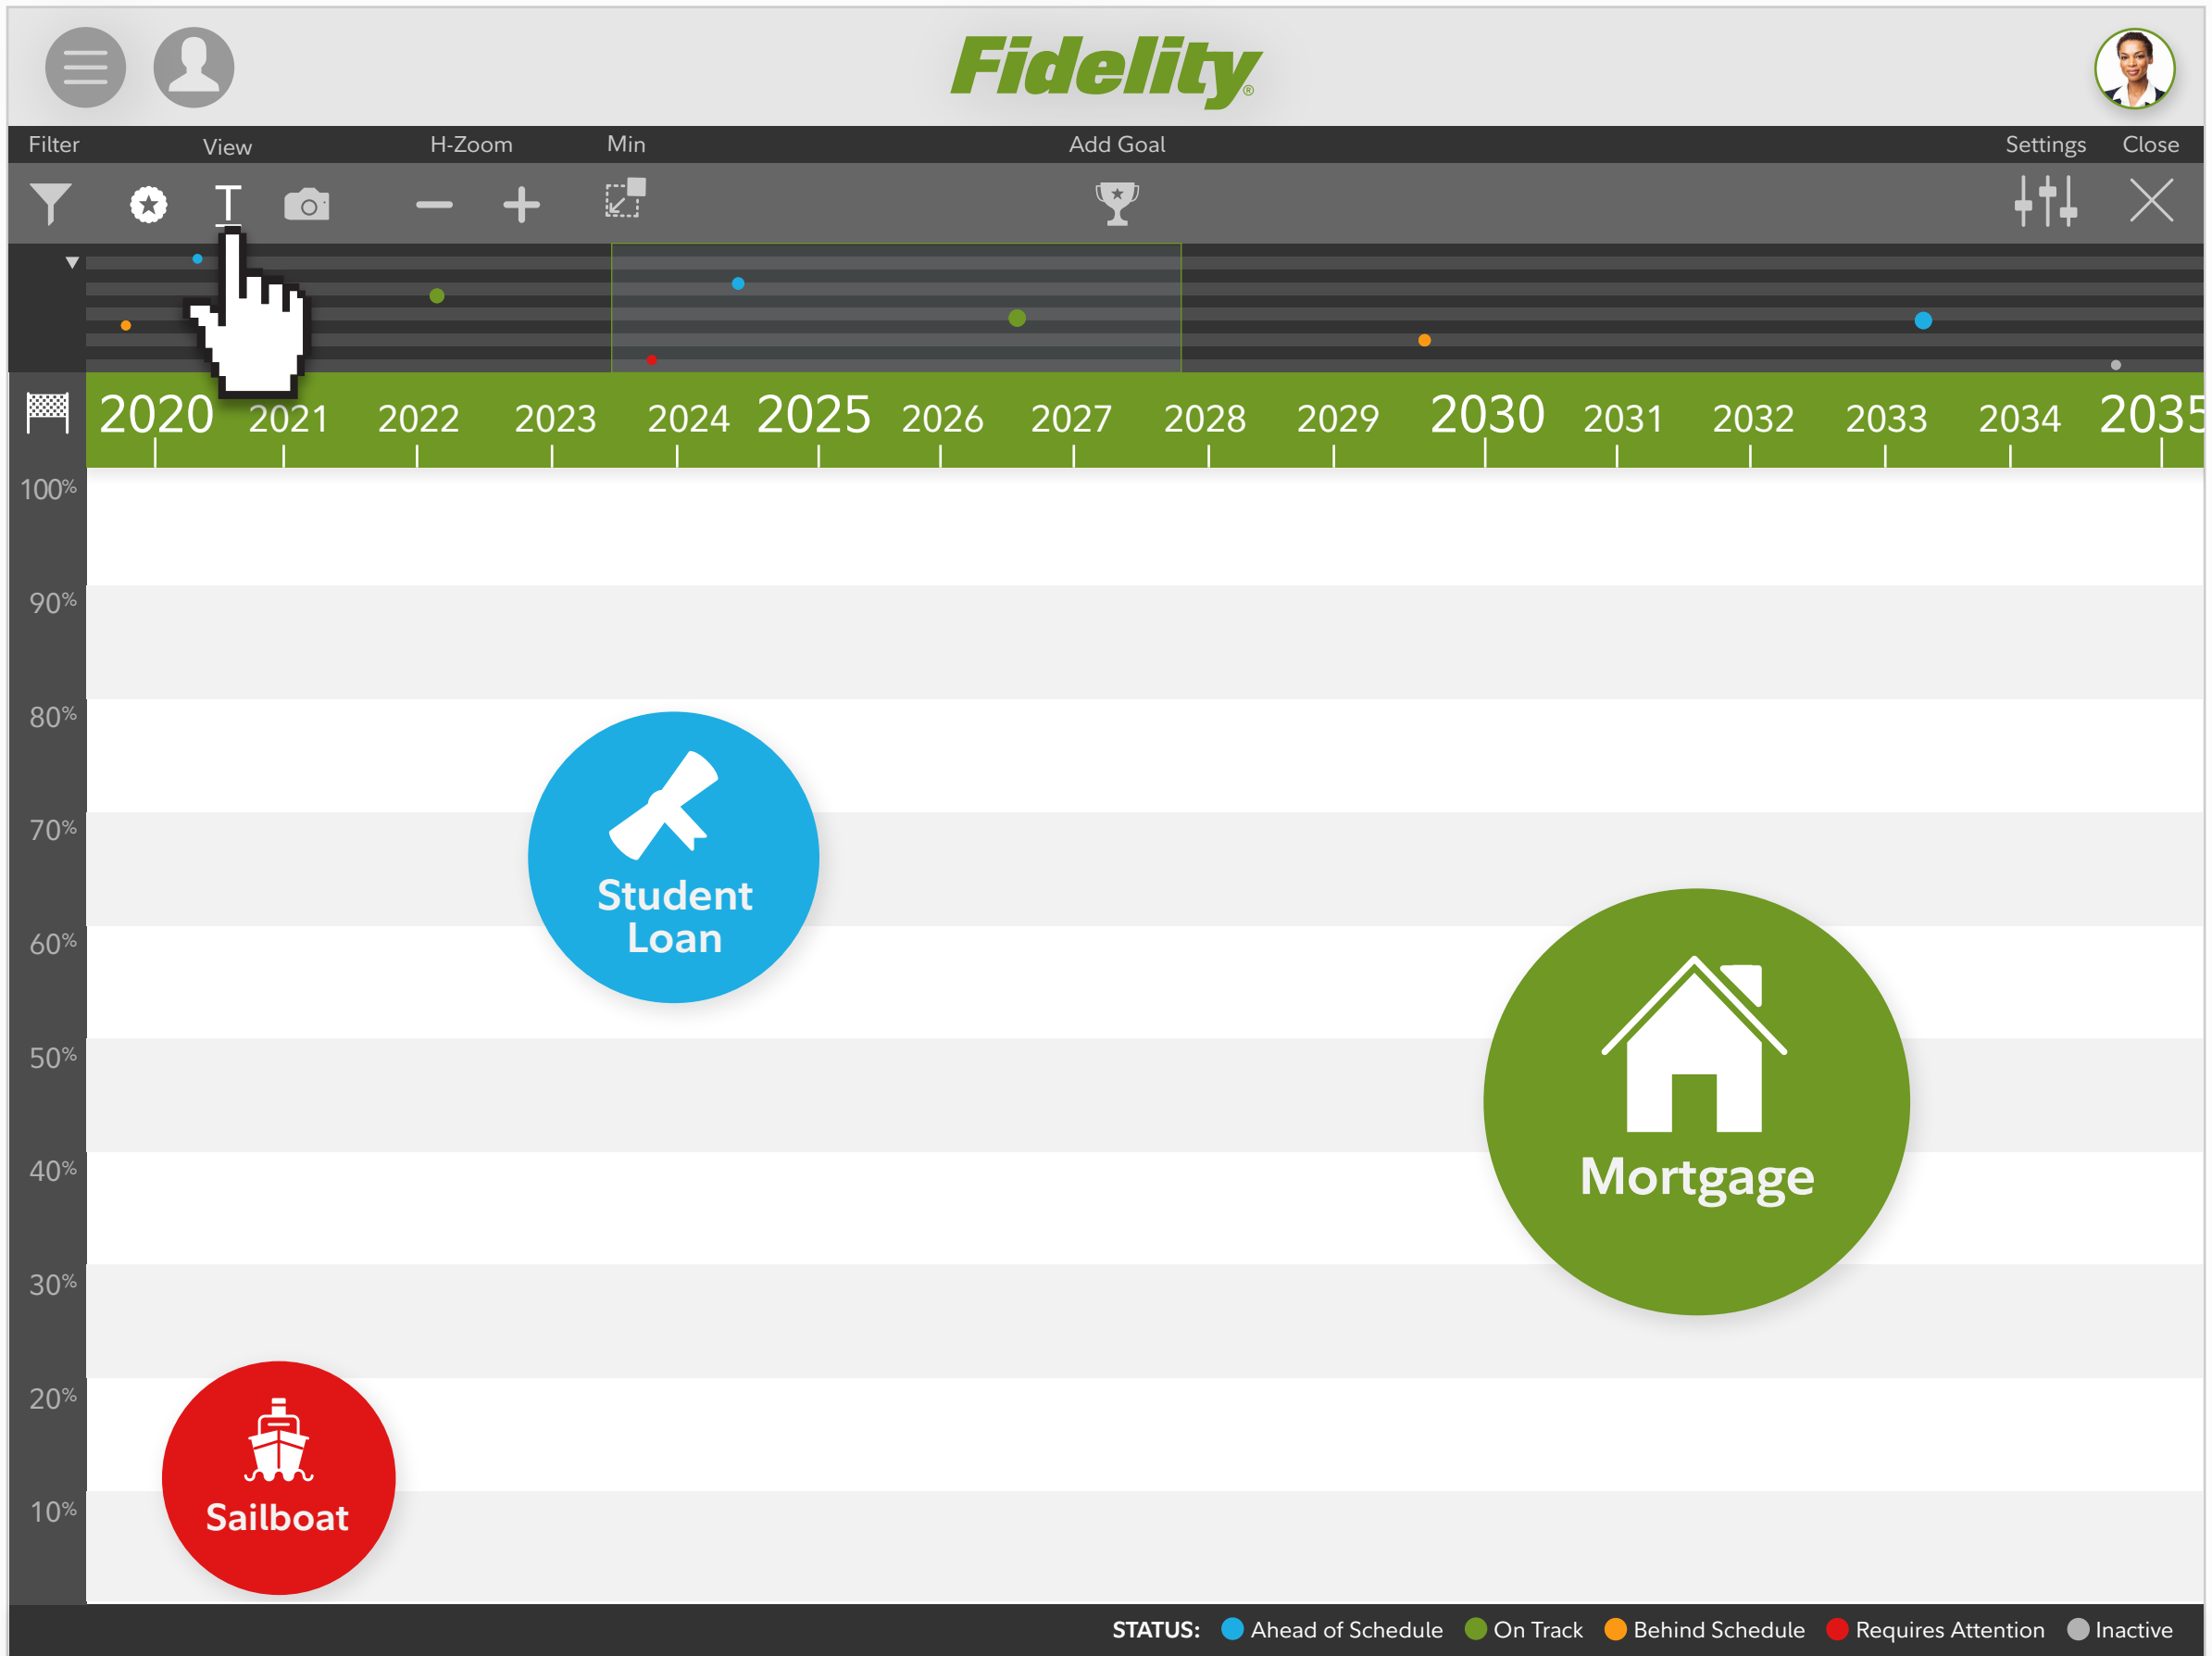 Fidelity®
Filter View H-Zoom Min Add Goal Settings Close
T
2020 2021 2022 2023 2024 2025 2026 2027 2028 2029 2030 2031 2032 2033 2034 2035
100%
90%
80%
70%
Student
Loan
60%
50%
40%
Mortgage
30%
20%
10%
Sailboat
STATUS: Ahead of Schedule On Track Behind Schedule Requires Attention Inactive